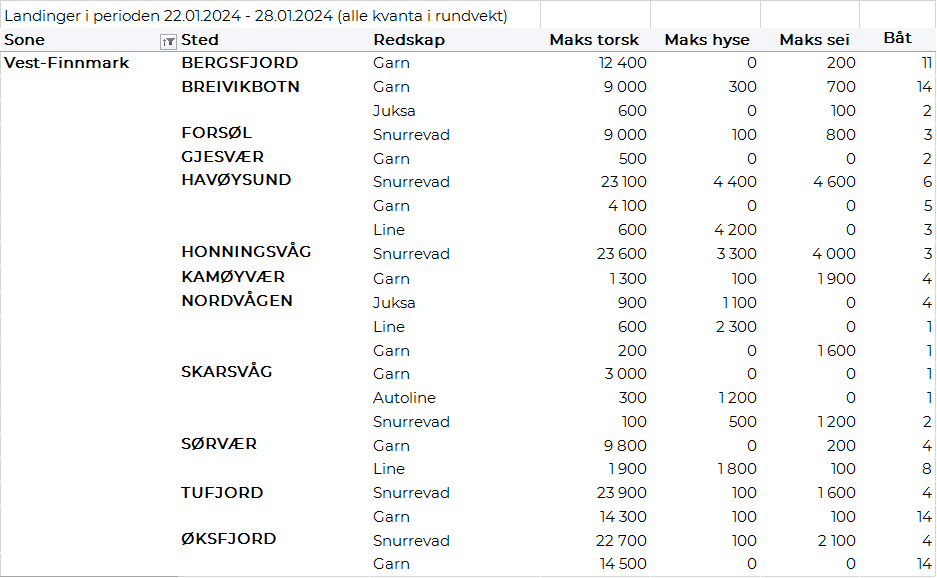 Landinger i perioden 22.01.2024 - 28.01.2024 (alle kvanta i rundvekt)
Sone Sted Redskap Maks torsk Maks hyse Maks sei Båt
Vest-Finnmark BERGSFJORD Garn 12 400 0 200 11
BREIVIKBOTN Garn 9 000 300 700 14
Juksa 600 0 100 2
FORSØL Snurrevad 9 000 100 800 3
GJESVÆR Garn 500 0 0 2
HAVØYSUND Snurrevad 23 100 4 400 4 600 6
Garn 4 100 0 0 5
Line 600 4 200 0 3
HONNINGSVÅG Snurrevad 23 600 3 300 4 000 3
KAMØYVÆR Garn 1 300 100 1 900 4
NORDVÅGEN Juksa 900 1 100 0 4
Line 600 2 300 0 1
Garn 200 0 1 600 1
SKARSVÅG Garn 3 000 0 0 1
Autoline 300 1 200 0 1
Snurrevad 100 500 1 200 2
SØRVÆR Garn 9 800 0 200 4
Line 1 900 1 800 100 8
TUFJORD Snurrevad 23 900 100 1 600 4
Garn 14 300 100 100 14
ØKSFJORD Snurrevad 22 700 100 2 100 4
Garn 14 500 0 0 14